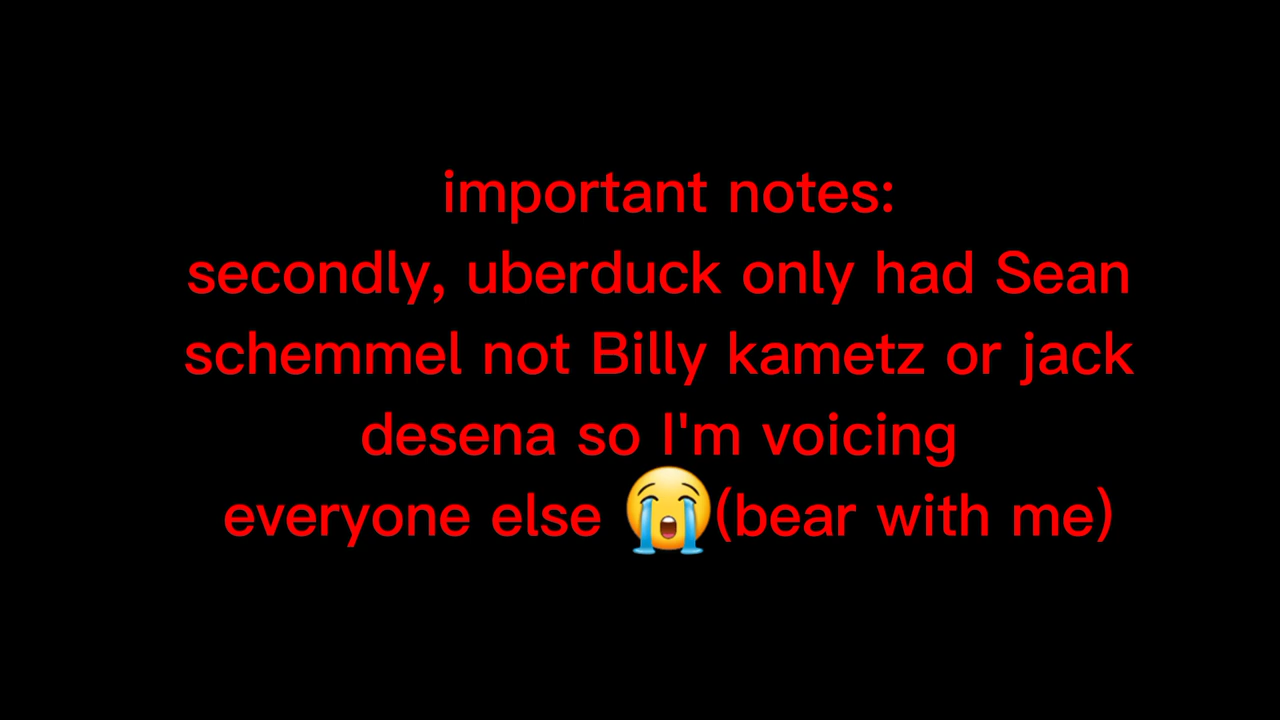 important notes:
secondly, uberduck only had Sean
schemmel not Billy kametz or jack
desena so I'm voicing
everyone else 😭(bear with me)